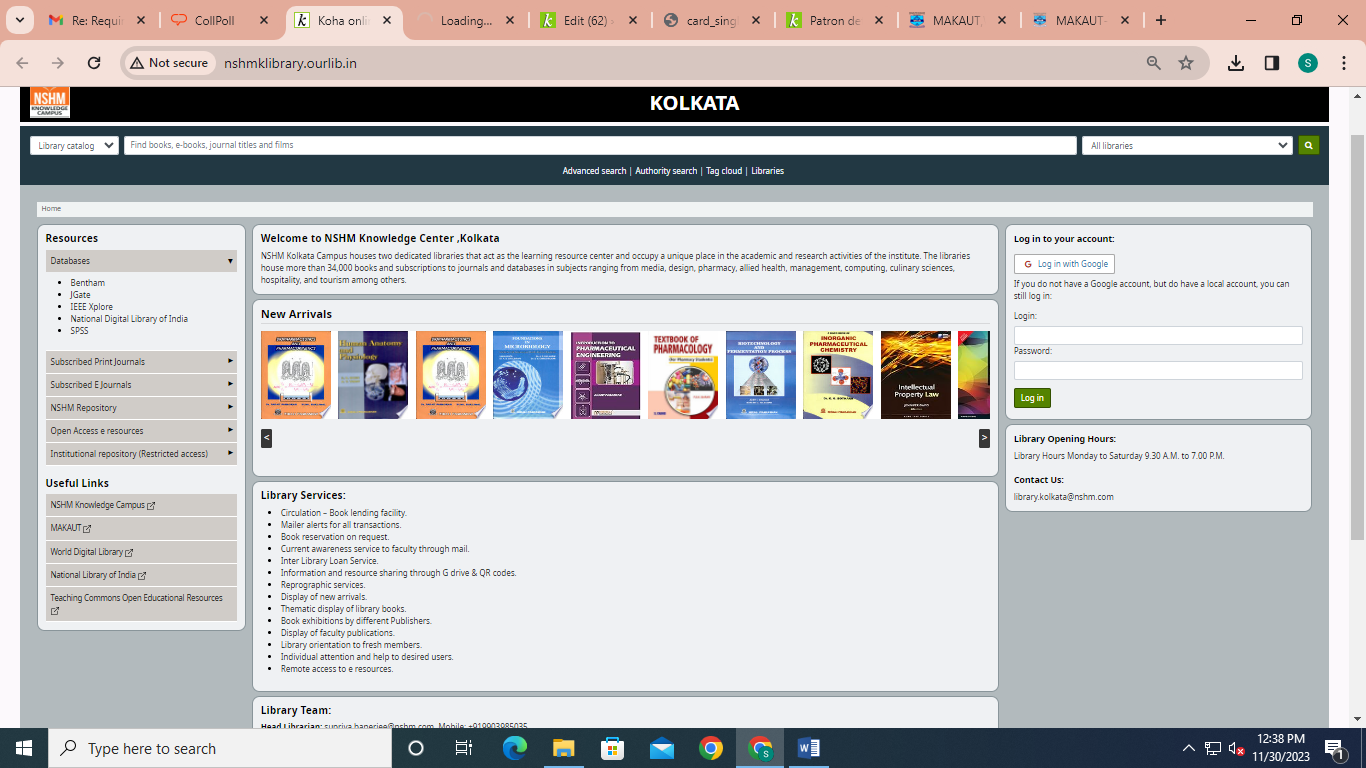 Re: Requir
CollPoll
Koha onli
Loading...
Edit (62)
card_sing
Patron de
MAKAUT
MAKAUT-
Not secure
nshmklibrary.ourlib.in
S
NSHM
KNOWLEDGE
CAMPUS
KOLKATA
Library catalog
Find books, e-books, journal titles and films
All libraries
Advanced search | Authority search | Tag cloud | Libraries
Home
Resources
Databases
Bentham
JGate
IEEE Xplore
National Digital Library of India
SPSS
Subscribed Print Journals
Subscribed E Journals
NSHM Repository
Open Access e resources
Institutional repository (Restricted access)
Useful Links
NSHM Knowledge Campus
MAKAUT
World Digital Library
National Library of India
Teaching Commons Open Educational Resources
Welcome to NSHM Knowledge Center ,Kolkata
NSHM Kolkata Campus houses two dedicated libraries that act as the learning resource center and occupy a unique place in the academic and research activities of the institute. The libraries
house more than 34,000 books and subscriptions to journals and databases in subjects ranging from media, design, pharmacy, allied health, management, computing, culinary sciences,
hospitality, and tourism among others.
New Arrivals
Human Anatomy
and
Physiology
FOUNDATIONS
MICROBIOLOGY
INTRODUCTION TO
PHARMACEUTICAL
ENGINEERING
TEXTBOOK OF
PHARMACOLOGY
BIOTECHNOLOGY
AND
FERMENTATION PROCESS
INORGANIC
PHARMACEUTICAL
CHEMISTRY
Intellectual
Property Law
<
>
Library Services:
Circulation – Book lending facility.
Mailer alerts for all transactions.
Book reservation on request.
Current awareness service to faculty through mail.
Inter Library Loan Service.
Information and resource sharing through G drive & QR codes.
Reprographic services.
Display of new arrivals.
Thematic display of library books.
Book exhibitions by different Publishers.
Display of faculty publications.
Library orientation to fresh members.
Individual attention and help to desired users.
Remote access to e resources.
Library Team:
Head Librarian: supriya.banerjee@nshm.com, Mobile: +919903985035
Log in to your account:
Log in with Google
If you do not have a Google account, but do have a local account, you can
still log in:
Login:
Password:
Log in
Library Opening Hours:
Library Hours Monday to Saturday 9.30 A.M. to 7.00 P.M.
Contact Us:
library.kolkata@nshm.com
Type here to search
12:38 PM
11/30/2023
1